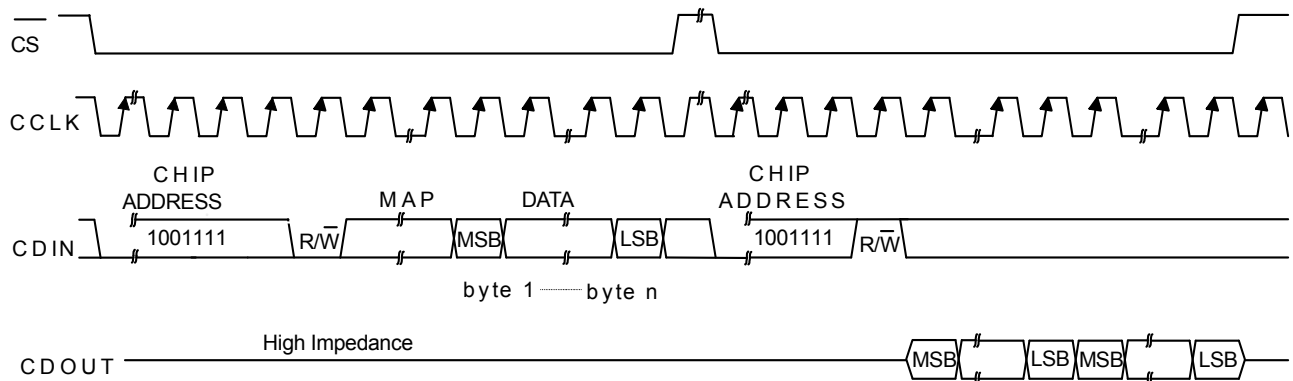 CS
CCLK
CHIP
ADDRESS
MAP
DATA
CHIP
ADDRESS
CDIN
1001111
R/W
MSB
LSB
1001111
R/W
byte 1
byte n
High Impedance
CDOUT
MSB
LSB
MSB
LSB